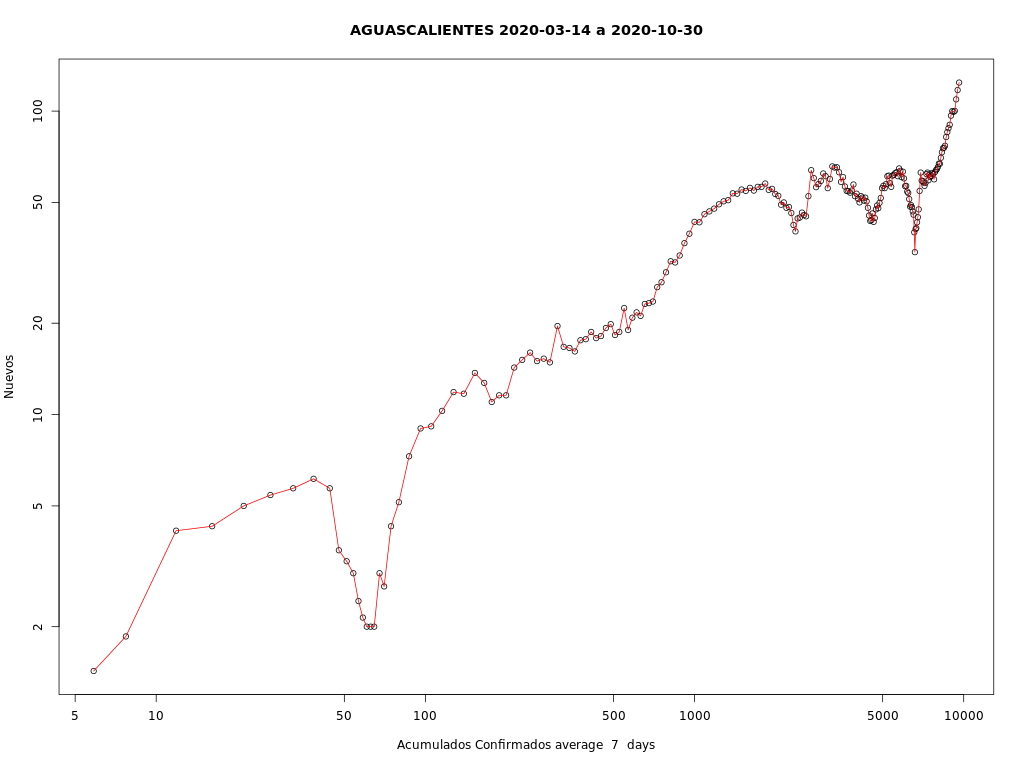 AGUASCALIENTES 2020-03-14 a 2020-10-30
Nuevos
100
50
20
10
5
2
5 10 50 100 500 1000 5000 10000
Acumulados Confirmados average 7 days